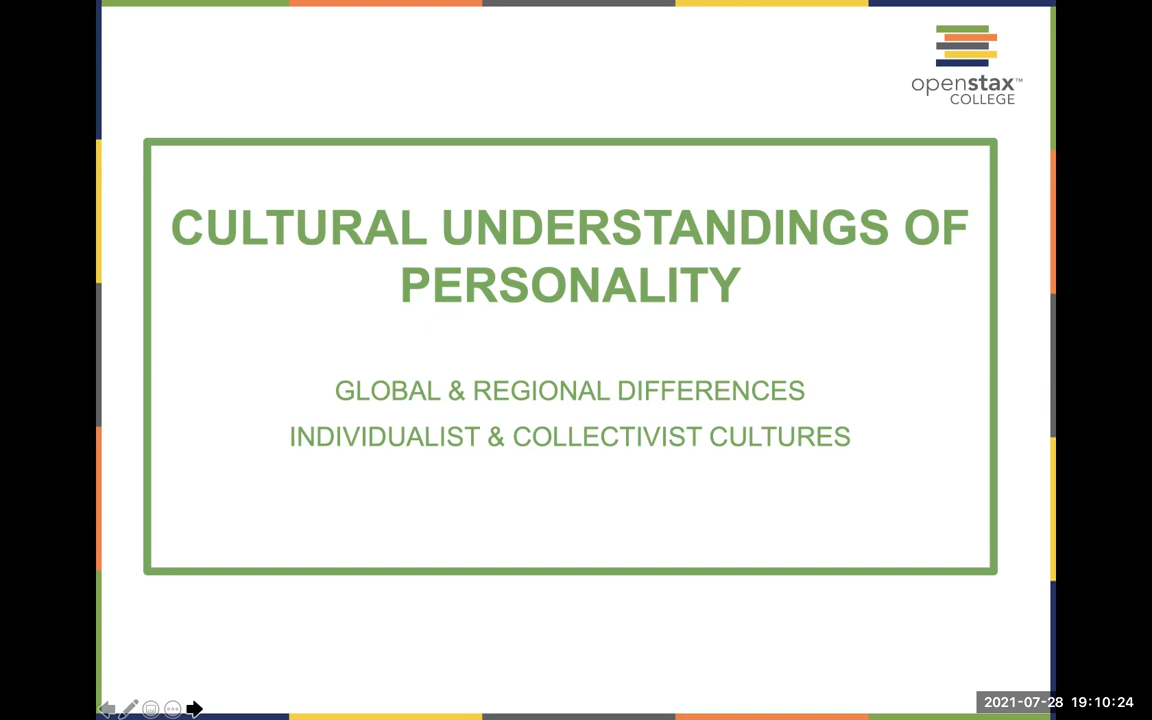 openstax™
COLLEGE
CULTURAL UNDERSTANDINGS OF
PERSONALITY
GLOBAL & REGIONAL DIFFERENCES
INDIVIDUALIST & COLLECTIVIST CULTURES
2021-07-28 19:10:24